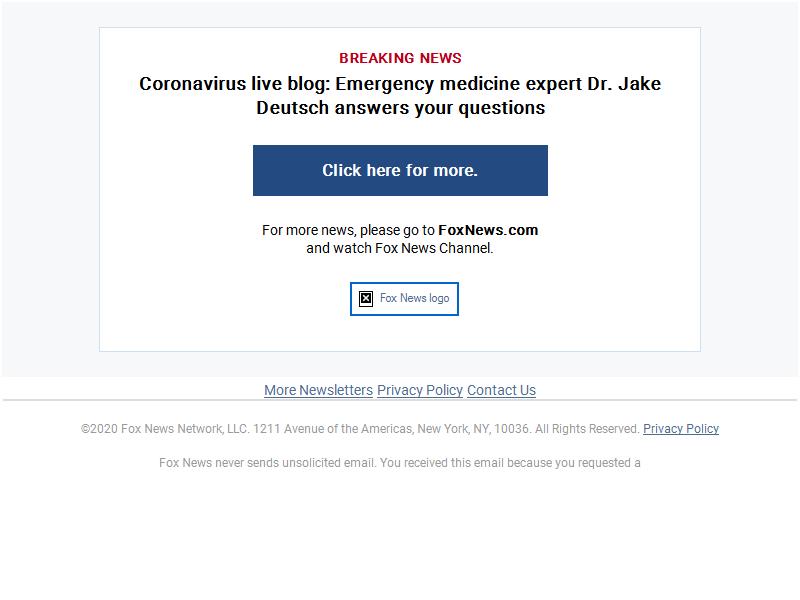 BREAKING NEWS
Coronavirus live blog: Emergency medicine expert Dr. Jake
Deutsch answers your questions
Click here for more.
For more news, please go to FoxNews.com
and watch Fox News Channel.
Fox News logo
More Newsletters Privacy Policy Contact Us
©2020 Fox News Network, LLC. 1211 Avenue of the Americas, New York, NY, 10036. All Rights Reserved. Privacy Policy
Fox News never sends unsolicited email. You received this email because you requested a